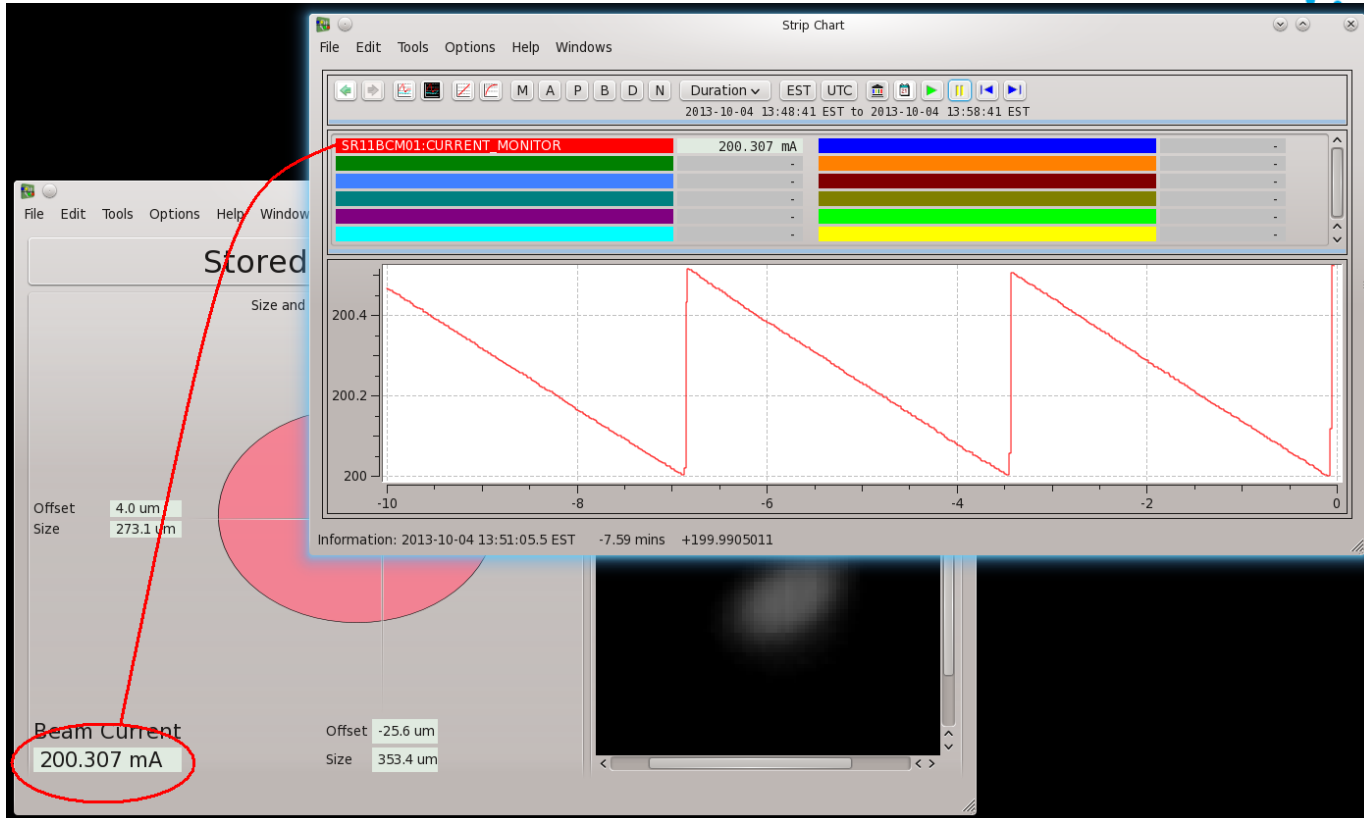 Strip Chart
File Edit Tools Options Help Windows
M A P B D N Duration EST UTC
2013-10-04 13:48:41 EST to 2013-10-04 13:58:41 EST
SR11BCM01:CURRENT_MONITOR 200.307 mA -
- -
- -
- -
- -
- -
200.4
200.2
200
-10 -8 -6 -4 -2 0
Information: 2013-10-04 13:51:05.5 EST -7.59 mins +199.9905011
File Edit Tools Options Help Window
Stored
Size and
Offset 4.0 um
Size 273.1 um
Beam Current
200.307 mA
Offset -25.6 um
Size 353.4 um